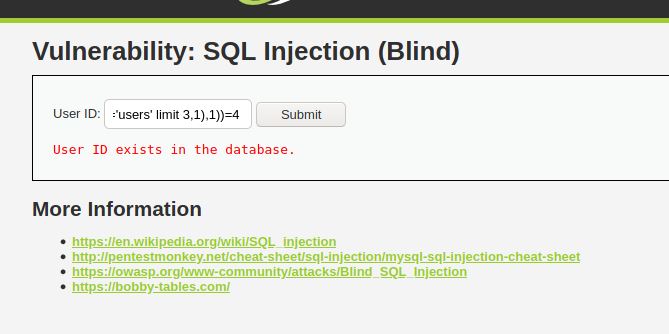 Vulnerability: SQL Injection (Blind)
User ID: ='users' limit 3,1),1))=4 Submit
User ID exists in the database.
More Information
https://en.wikipedia.org/wiki/SQL_injection
http://pentestmonkey.net/cheat-sheet/sql-injection/mysql-sql-injection-cheat-sheet
https://owasp.org/www-community/attacks/Blind_SQL_Injection
https://bobby-tables.com/